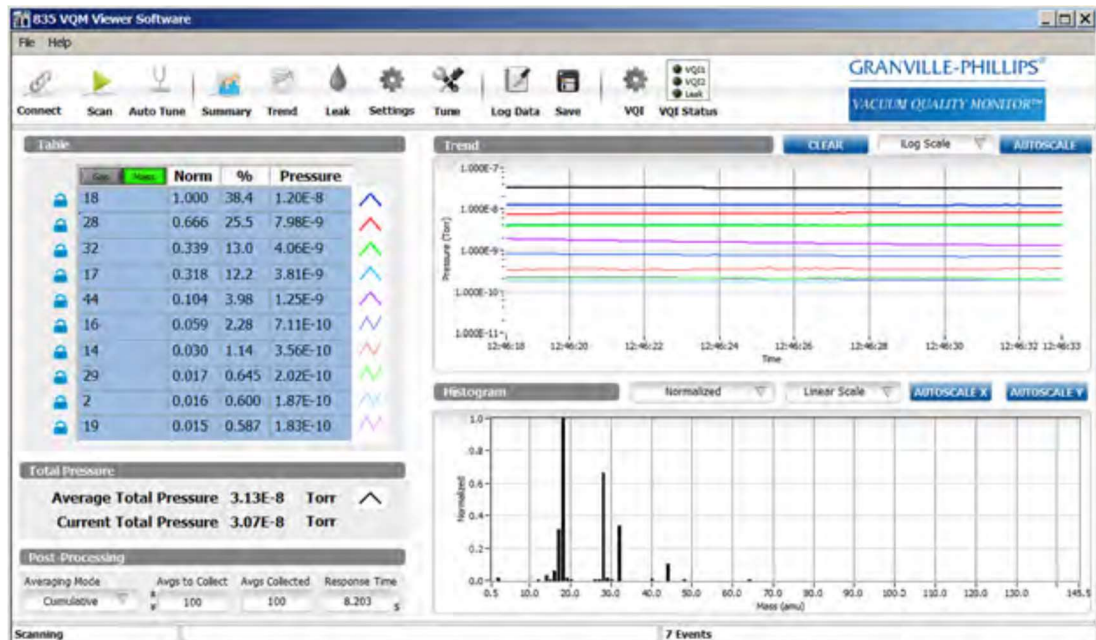 835 VQM Viewer Software
File Help
Connect Scan Auto Tune Summary Trend Leak Settings Tune Log Data Save VQI VQI Status
VQI1
VQI2
Leak
GRANVILLE-PHILLIPS®
VACUUM QUALITY MONITOR™
Table
Gas Mass Norm % Pressure
18 1.000 38.4 1.20E-8
28 0.666 25.5 7.98E-9
32 0.339 13.0 4.06E-9
17 0.318 12.2 3.81E-9
44 0.104 3.98 1.25E-9
16 0.059 2.28 7.11E-10
14 0.030 1.14 3.56E-10
29 0.017 0.645 2.02E-10
2 0.016 0.600 1.87E-10
19 0.015 0.587 1.83E-10
Total Pressure
Average Total Pressure 3.13E-8 Torr
Current Total Pressure 3.07E-8 Torr
Post-Processing
Averaging Mode Avgs to Collect Avgs Collected Response Time
Cumulative 100 100 8.203 s
Trend CLEAR Log Scale AUTOSCALE
1.000E-7
1.000E-8
1.000E-9
1.000E-10
1.000E-11
Pressure (Torr)
12:46:18 12:46:20 12:46:22 12:46:24 12:46:26 12:46:28 12:46:30 12:46:32 12:46:33
Time
Histogram Normalized Linear Scale AUTOSCALE X AUTOSCALE Y
1.0
0.8
0.6
0.4
0.2
0.0
Normalized
0.5 10.0 20.0 30.0 40.0 50.0 60.0 70.0 80.0 90.0 100.0 110.0 120.0 130.0 145.5
Mass (amu)
Scanning 7 Events